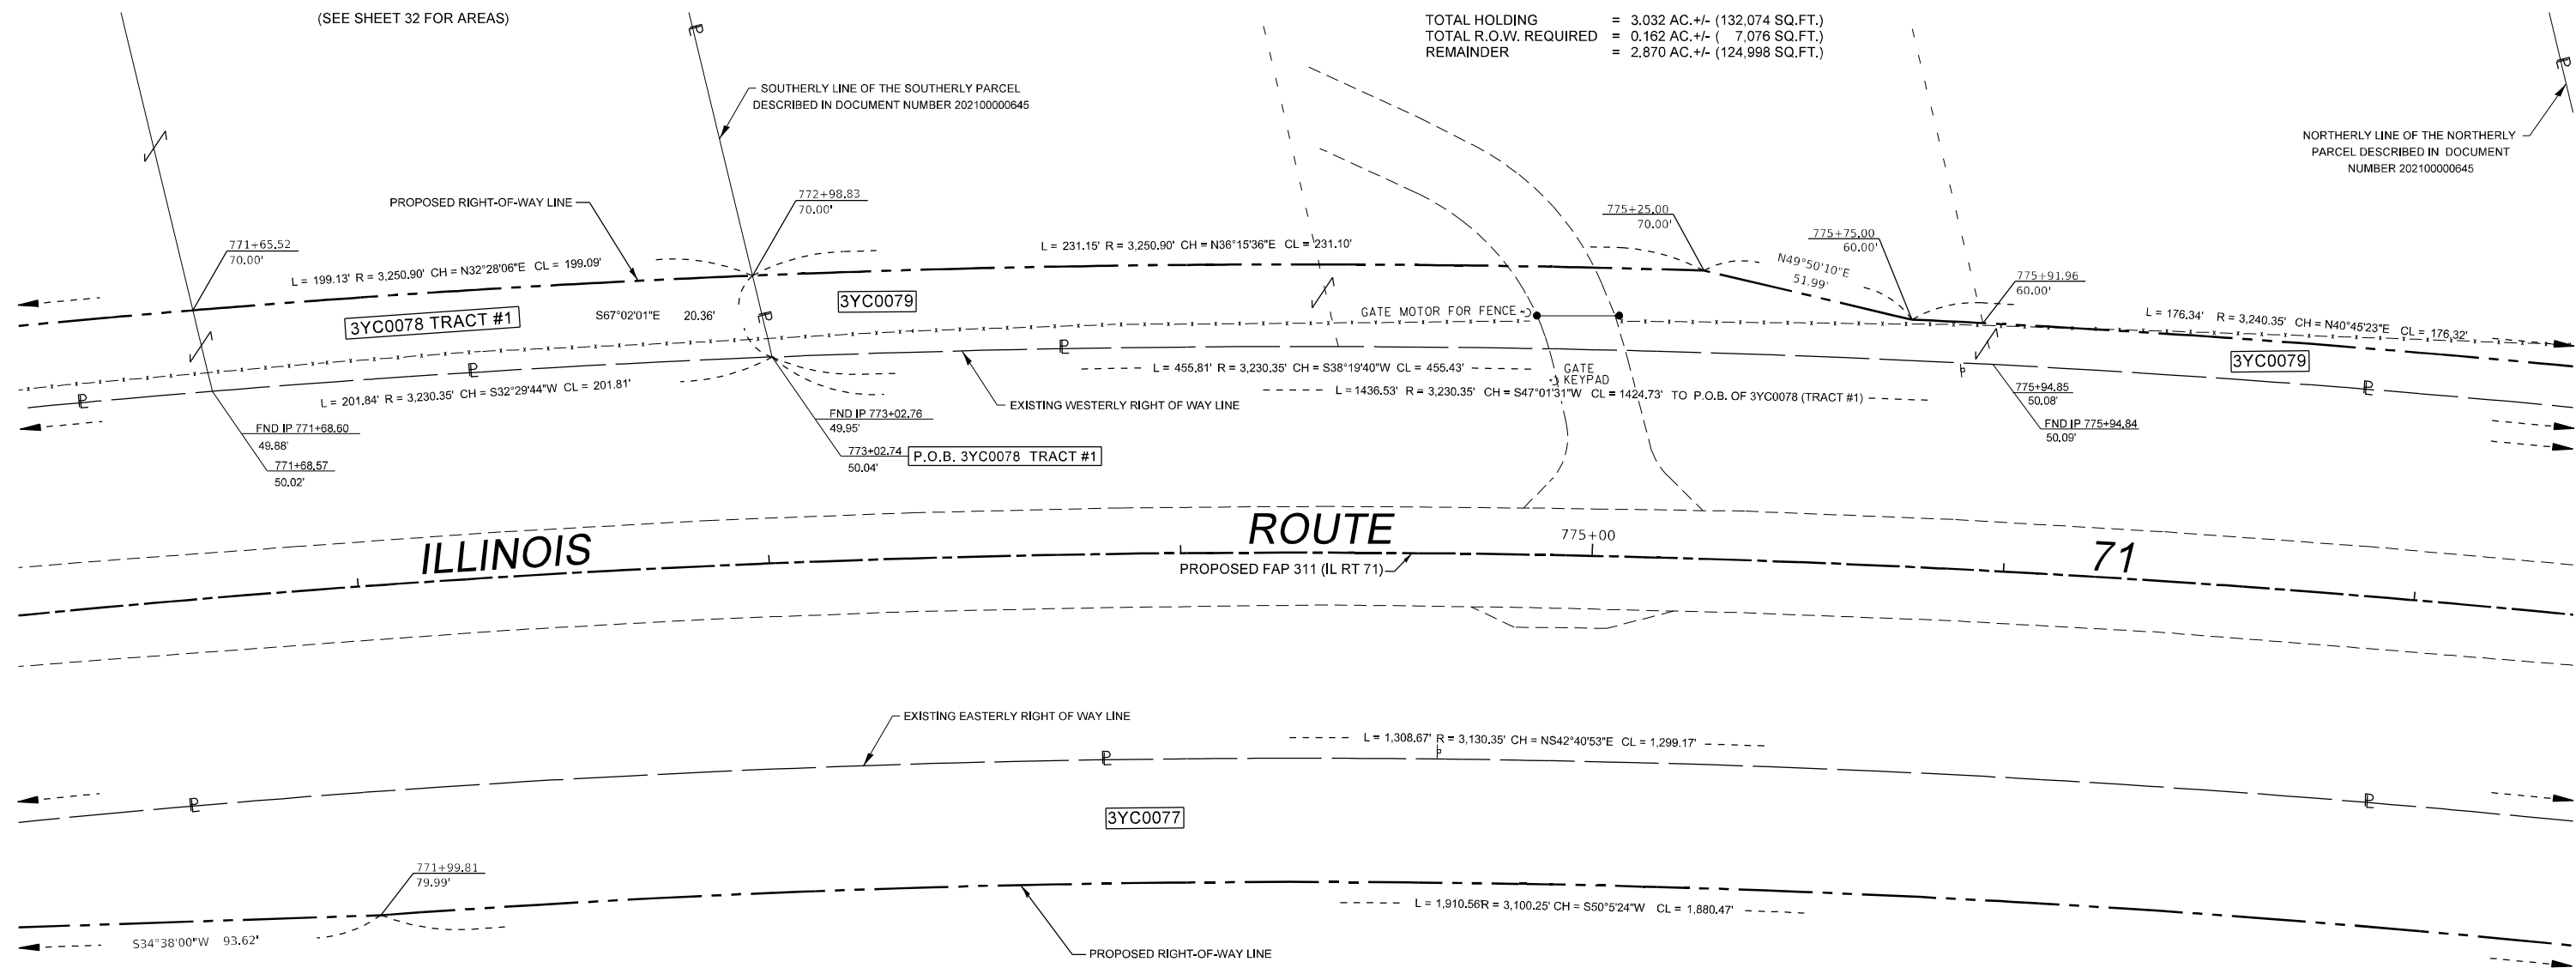 (SEE SHEET 32 FOR AREAS)
TOTAL HOLDING = 3.032 AC.+/- (132,074 SQ.FT.)
TOTAL R.O.W. REQUIRED = 0.162 AC.+/- ( 7,076 SQ.FT.)
REMAINDER = 2.870 AC.+/- (124,998 SQ.FT.)
SOUTHERLY LINE OF THE SOUTHERLY PARCEL
DESCRIBED IN DOCUMENT NUMBER 202100000645
NORTHERLY LINE OF THE NORTHERLY
PARCEL DESCRIBED IN DOCUMENT
NUMBER 202100000645
PROPOSED RIGHT-OF-WAY LINE
772+98.83
70.00'
775+25.00
70.00'
775+75.00
60.00'
771+65.52
70.00'
L = 199.13' R = 3,250.90' CH = N32°28'06"E CL = 199.09'
L = 231.15' R = 3,250.90' CH = N36°15'36"E CL = 231.10'
N49°50'10"E
51.99'
775+91.96
60.00'
3YC0078 TRACT #1
S67°02'01"E 20.36'
3YC0079
GATE MOTOR FOR FENCE
L = 176.34' R = 3,240.35' CH = N40°45'23"E CL = 176.32'
3YC0079
L = 201.84' R = 3,230.35' CH = S32°29'44"W CL = 201.81'
L = 455.81' R = 3,230.35' CH = S38°19'40"W CL = 455.43'
GATE
KEYPAD
L = 1436.53' R = 3,230.35' CH = S47°01'31"W CL = 1424.73' TO P.O.B. OF 3YC0078 (TRACT #1)
EXISTING WESTERLY RIGHT OF WAY LINE
775+94.85
50.08'
FND IP 775+94.84
50.09'
FND IP 771+68.60
49.88'
771+68.57
50.02'
FND IP 773+02.76
49.95'
773+02.74
50.04'
P.O.B. 3YC0078 TRACT #1
ILLINOIS ROUTE 71
775+00
PROPOSED FAP 311 (IL RT 71)
EXISTING EASTERLY RIGHT OF WAY LINE
L = 1,308.67' R = 3,130.35' CH = NS42°40'53"E CL = 1,299.17'
3YC0077
771+99.81
79.99'
L = 1,910.56'R = 3,100.25' CH = S50°5'24"W CL = 1,880.47'
S34°38'00"W 93.62'
PROPOSED RIGHT-OF-WAY LINE